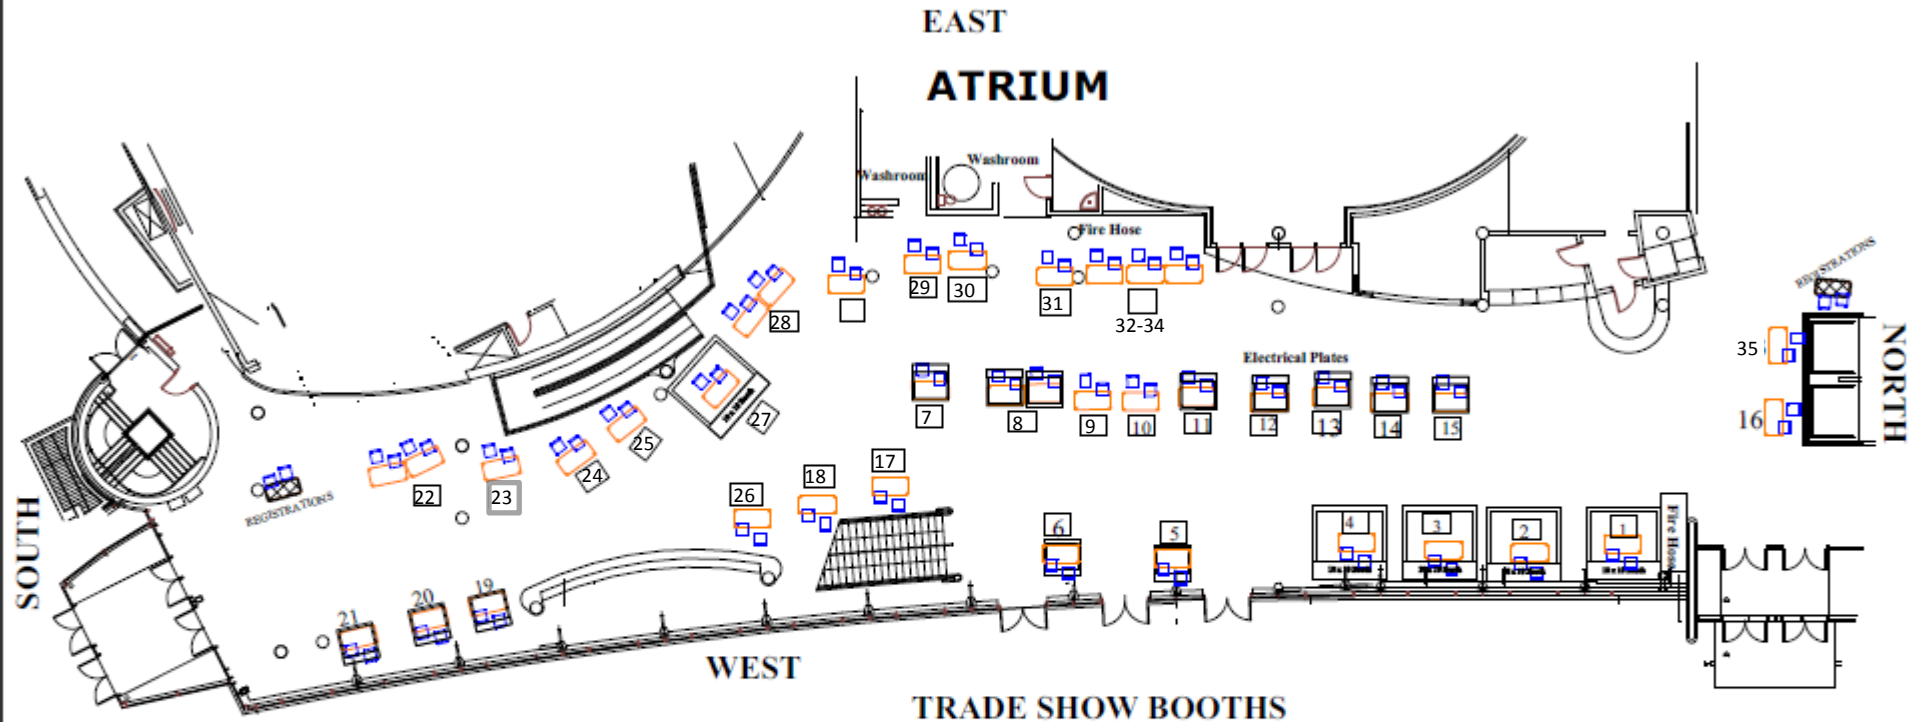 EAST
ATRIUM
Washroom
Washroom
Fire Hose
REGISTRATIONS
28
29
30
31
32-34
Electrical Plates
35
NORTH
27
7
8
9
10
11
12
13
14
15
16
25
24
23
22
REGISTRATIONS
SOUTH
26
18
17
6
5
4
3
2
1
Fire Hose
21
20
19
WEST
TRADE SHOW BOOTHS